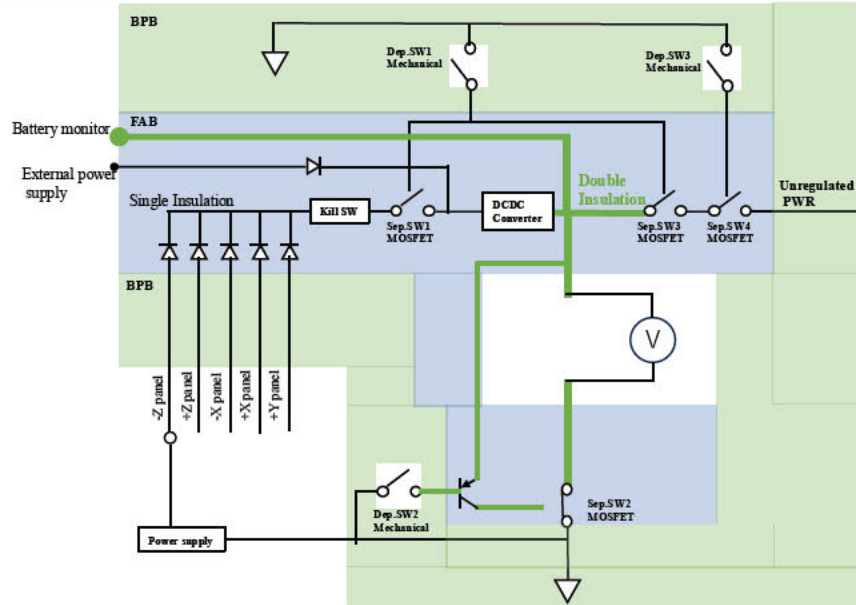 BPB
Dep.SW1
Mechanical
Dep.SW3
Mechanical
FAB
Battery monitor
External power
supply
Single Insulation
Kill SW
Sep.SW1
MOSFET
DCDC
Converter
Double
Insulation
Sep.SW3
MOSFET
Sep.SW4
MOSFET
Unregulated
PWR
BPB
-Z panel
+Z panel
-X panel
+X panel
+Y panel
V
Dep.SW2
Mechanical
Sep.SW2
MOSFET
Power supply